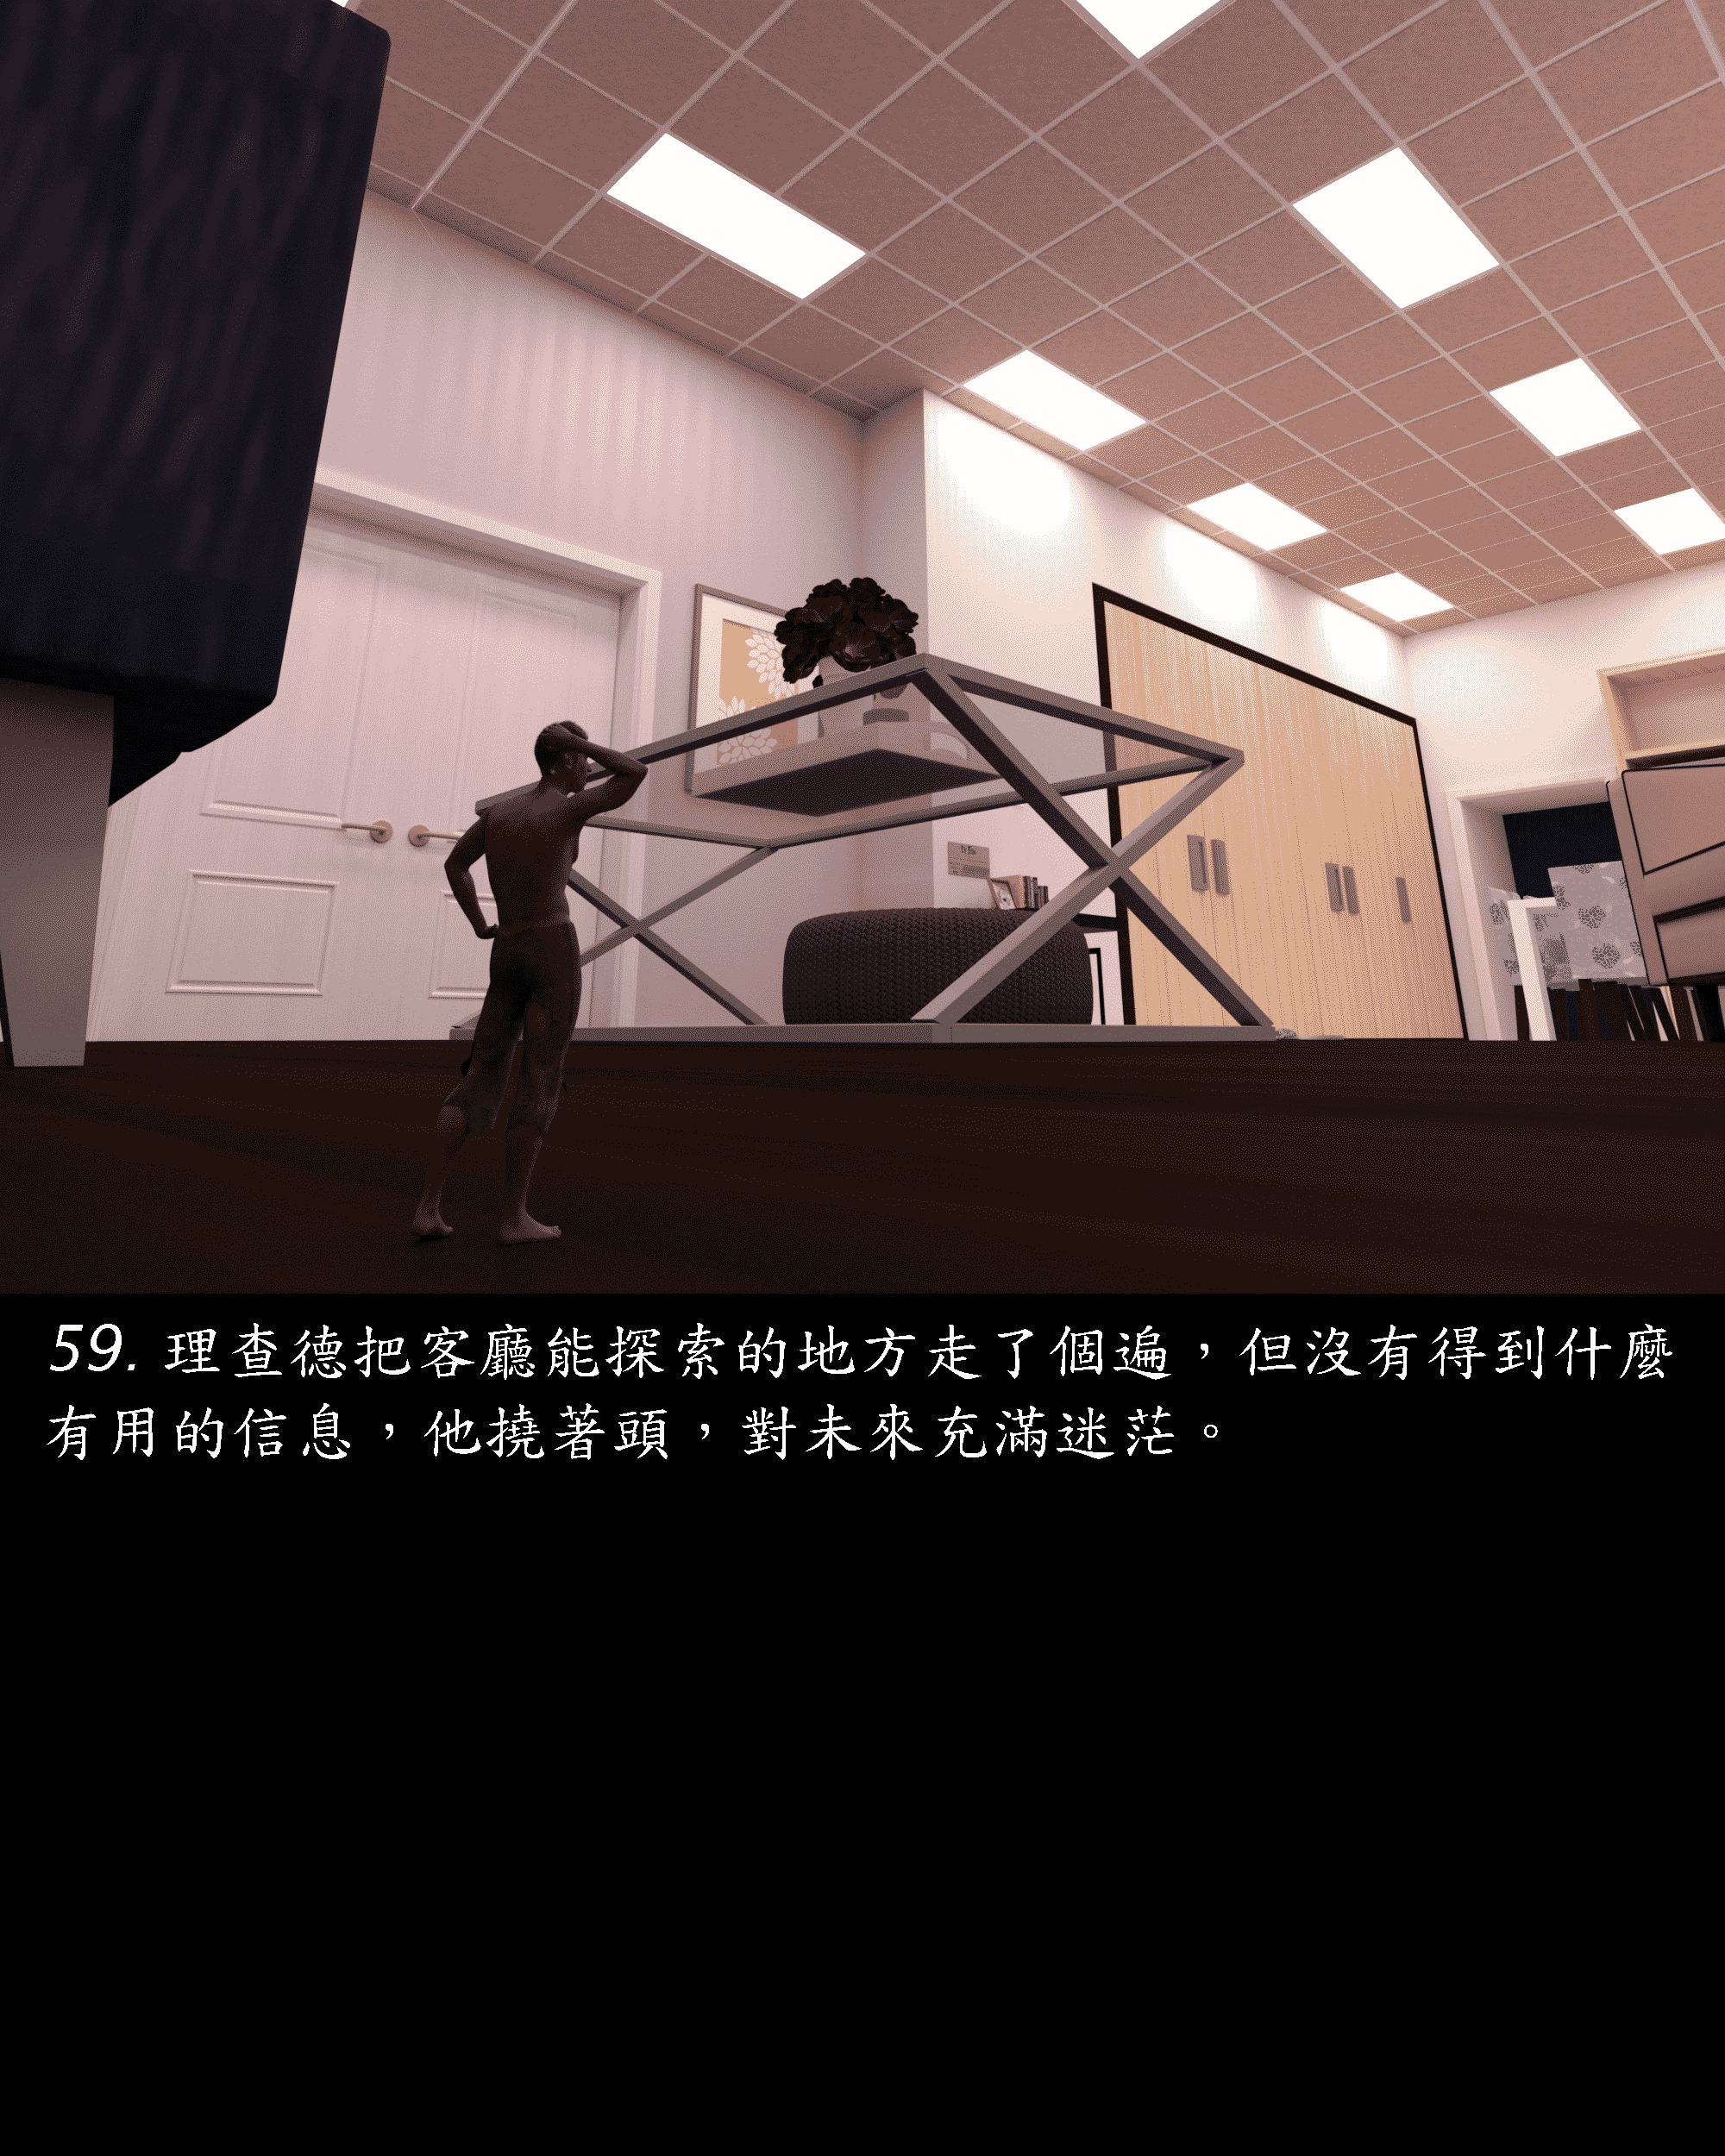 59. 理查德把客廳能探索的地方走了個遍，但沒有得到什麼
有用的信息，他撓著頭，對未來充滿迷茫。